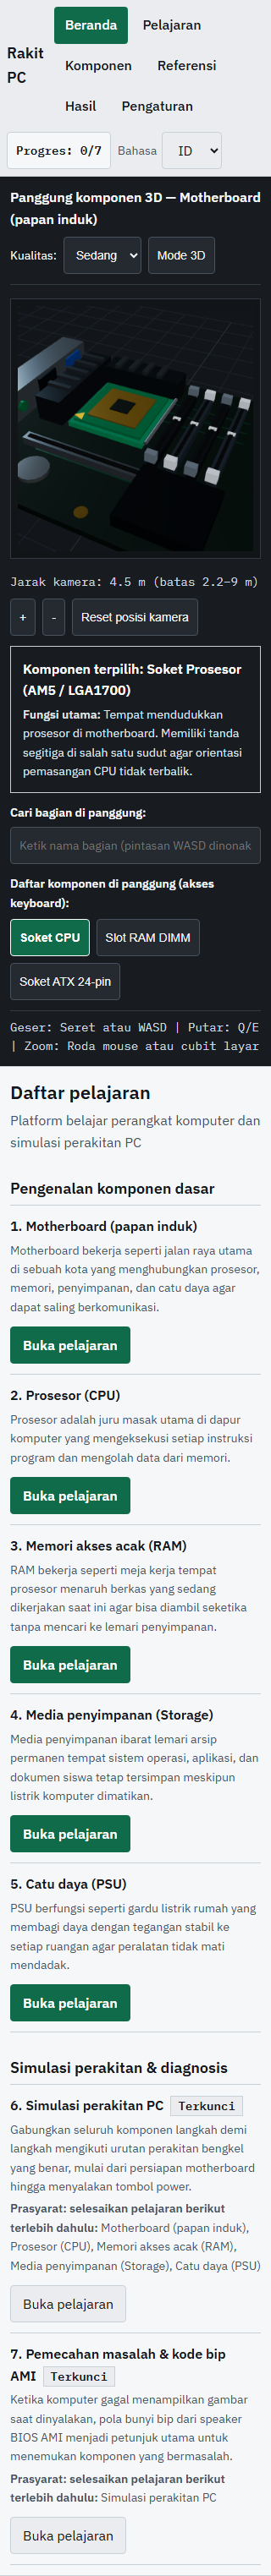 Rakit
PC
Beranda
Pelajaran
Komponen
Referensi
Hasil
Pengaturan
Progres: 0/7
Bahasa
ID
Panggung komponen 3D — Motherboard
(papan induk)
Kualitas:
Sedang
Mode 3D
Jarak kamera: 4.5 m (batas 2.2–9 m)
+
-
Reset posisi kamera
Komponen terpilih: Soket Prosesor
(AM5 / LGA1700)
Fungsi utama: Tempat mendudukkan
prosesor di motherboard. Memiliki tanda
segitiga di salah satu sudut agar orientasi
pemasangan CPU tidak terbalik.
Cari bagian di panggung:
Ketik nama bagian (pintasan WASD dinonak
Daftar komponen di panggung (akses
keyboard):
Soket CPU
Slot RAM DIMM
Soket ATX 24-pin
Geser: Seret atau WASD | Putar: Q/E
| Zoom: Roda mouse atau cubit layar
Daftar pelajaran
Platform belajar perangkat komputer dan
simulasi perakitan PC
Pengenalan komponen dasar
1. Motherboard (papan induk)
Motherboard bekerja seperti jalan raya utama
di sebuah kota yang menghubungkan prosesor,
memori, penyimpanan, dan catu daya agar
dapat saling berkomunikasi.
Buka pelajaran
2. Prosesor (CPU)
Prosesor adalah juru masak utama di dapur
komputer yang mengeksekusi setiap instruksi
program dan mengolah data dari memori.
Buka pelajaran
3. Memori akses acak (RAM)
RAM bekerja seperti meja kerja tempat
prosesor menaruh berkas yang sedang
dikerjakan saat ini agar bisa diambil seketika
tanpa mencari ke lemari penyimpanan.
Buka pelajaran
4. Media penyimpanan (Storage)
Media penyimpanan ibarat lemari arsip
permanen tempat sistem operasi, aplikasi, dan
dokumen siswa tetap tersimpan meskipun
listrik komputer dimatikan.
Buka pelajaran
5. Catu daya (PSU)
PSU berfungsi seperti gardu listrik rumah yang
membagi daya dengan tegangan stabil ke
setiap ruangan agar peralatan tidak mati
mendadak.
Buka pelajaran
Simulasi perakitan & diagnosis
6. Simulasi perakitan PC Terkunci
Gabungkan seluruh komponen langkah demi
langkah mengikuti urutan perakitan bengkel
yang benar, mulai dari persiapan motherboard
hingga menyalakan tombol power.
Prasyarat: selesaikan pelajaran berikut
terlebih dahulu: Motherboard (papan induk),
Prosesor (CPU), Memori akses acak (RAM),
Media penyimpanan (Storage), Catu daya (PSU)
Buka pelajaran
7. Pemecahan masalah & kode bip
AMI Terkunci
Ketika komputer gagal menampilkan gambar
saat dinyalakan, pola bunyi bip dari speaker
BIOS AMI menjadi petunjuk utama untuk
menemukan komponen yang bermasalah.
Prasyarat: selesaikan pelajaran berikut
terlebih dahulu: Simulasi perakitan PC
Buka pelajaran